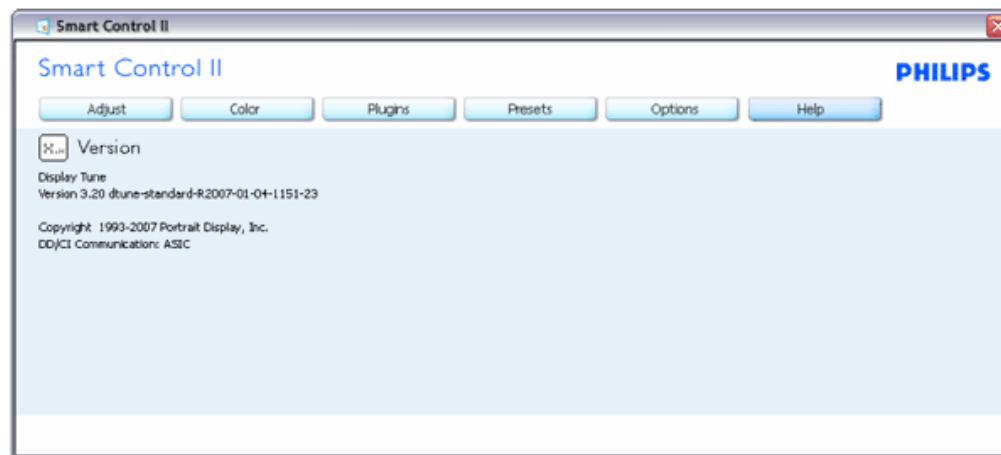 Smart Control II
Smart Control II
PHILIPS
Adjust Color Plugins Presets Options Help
Version
Display Tune
Version 3.20 dtune-standard-R2007-01-04-1151-23
Copyright 1993-2007 Portrait Display, Inc.
DD/CI Communication: ASIC